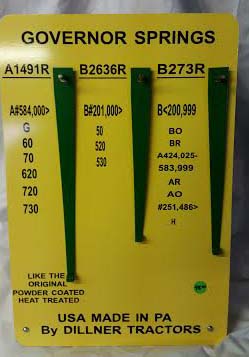 GOVERNOR SPRINGS
A1491R B2636R B273R
A#584,000> B#201,000> B<200,999
G 50 BO
60 520 BR
70 530 A424,025-
620 583,999
720 AR
730 AO
#251,486>
H
LIKE THE
ORIGINAL
POWDER COATED
HEAT TREATED
USA MADE IN PA
By DILLNER TRACTORS